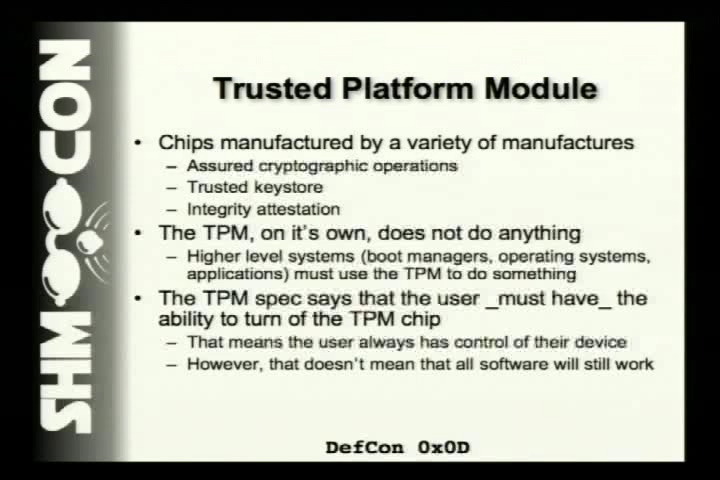 SHM CON
Trusted Platform Module
• Chips manufactured by a variety of manufactures
– Assured cryptographic operations
– Trusted keystore
– Integrity attestation
• The TPM, on it's own, does not do anything
– Higher level systems (boot managers, operating systems,
applications) must use the TPM to do something
• The TPM spec says that the user _must have_ the
ability to turn of the TPM chip
– That means the user always has control of their device
– However, that doesn't mean that all software will still work
DefCon 0x0D